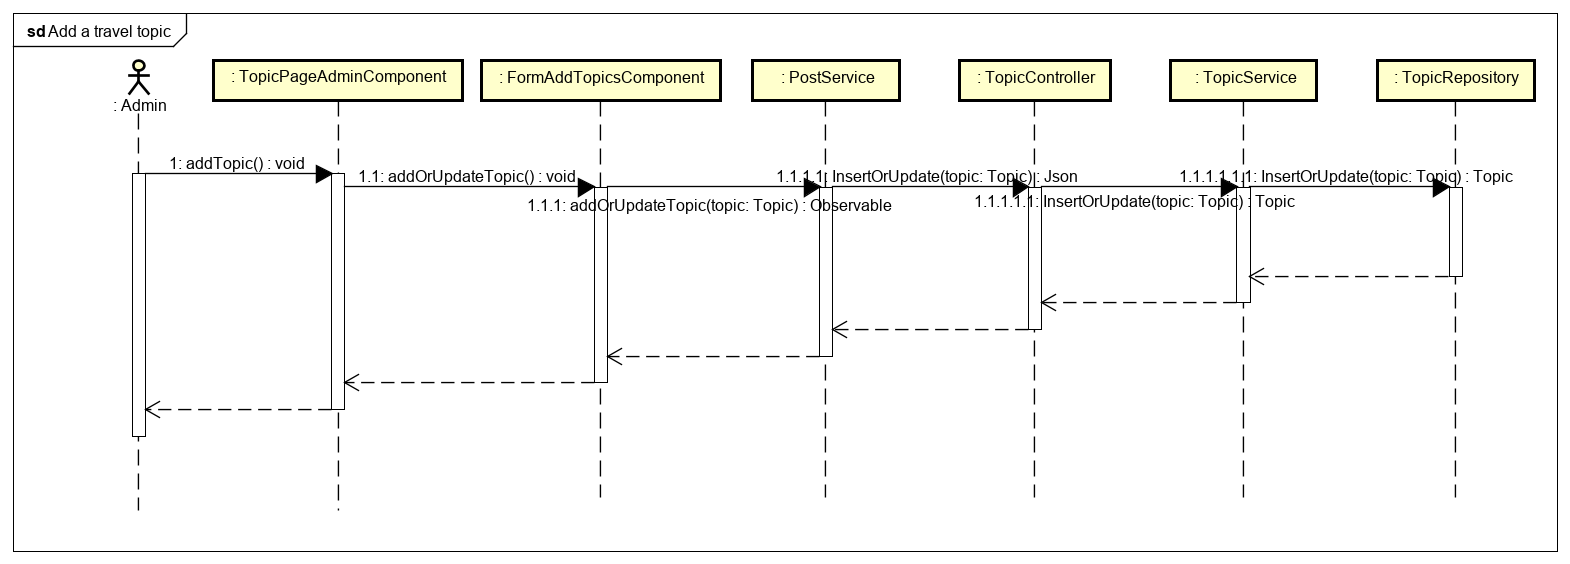 sd Add a travel topic
: Admin
: TopicPageAdminComponent
: FormAddTopicsComponent
: PostService
: TopicController
: TopicService
: TopicRepository
1: addTopic() : void
1.1: addOrUpdateTopic() : void
1.1.1: addOrUpdateTopic(topic: Topic) : Observable
1.1.1.1: InsertOrUpdate(topic: Topic) : Json
1.1.1.1.1: InsertOrUpdate(topic: Topic) : Topic
1.1.1.1.1.1: InsertOrUpdate(topic: Topic) : Topic